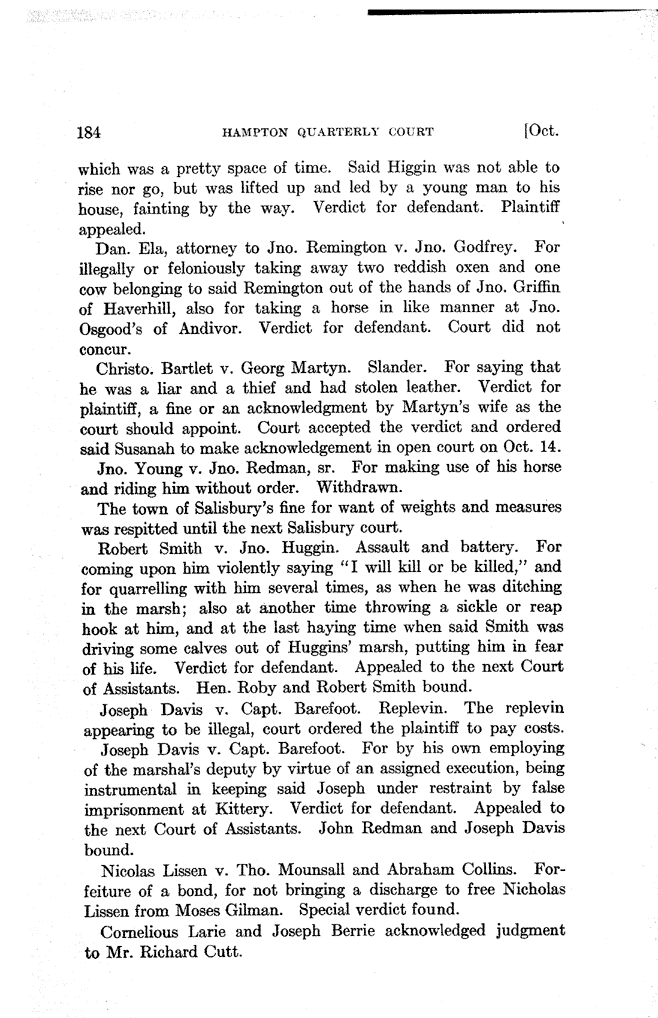 184 HAMPTON QUARTERLY COURT [Oct.
which was a pretty space of time. Said Higgin was not able to
rise nor go, but was lifted up and led by a young man to his
house, fainting by the way. Verdict for defendant. Plaintiff
appealed.
Dan. Ela, attorney to Jno. Remington v. Jno. Godfrey. For
illegally or feloniously taking away two reddish oxen and one
cow belonging to said Remington out of the hands of Jno. Griffin
of Haverhill, also for taking a horse in like manner at Jno.
Osgood's of Andivor. Verdict for defendant. Court did not
concur.
Christo. Bartlet v. Georg Martyn. Slander. For saying that
he was a liar and a thief and had stolen leather. Verdict for
plaintiff, a fine or an acknowledgment by Martyn's wife as the
court should appoint. Court accepted the verdict and ordered
said Susanah to make acknowledgement in open court on Oct. 14.
Jno. Young v. Jno. Redman, sr. For making use of his horse
and riding him without order. Withdrawn.
The town of Salisbury's fine for want of weights and measures
was respitted until the next Salisbury court.
Robert Smith v. Jno. Huggin. Assault and battery. For
coming upon him violently saying "I will kill or be killed," and
for quarrelling with him several times, as when he was ditching
in the marsh; also at another time throwing a sickle or reap
hook at him, and at the last haying time when said Smith was
driving some calves out of Huggins' marsh, putting him in fear
of his life. Verdict for defendant. Appealed to the next Court
of Assistants. Hen. Roby and Robert Smith bound.
Joseph Davis v. Capt. Barefoot. Replevin. The replevin
appearing to be illegal, court ordered the plaintiff to pay costs.
Joseph Davis v. Capt. Barefoot. For by his own employing
of the marshal's deputy by virtue of an assigned execution, being
instrumental in keeping said Joseph under restraint by false
imprisonment at Kittery. Verdict for defendant. Appealed to
the next Court of Assistants. John Redman and Joseph Davis
bound.
Nicolas Lissen v. Tho. Mounsall and Abraham Collins. For-
feiture of a bond, for not bringing a discharge to free Nicholas
Lissen from Moses Gilman. Special verdict found.
Cornelious Larie and Joseph Berrie acknowledged judgment
to Mr. Richard Cutt.